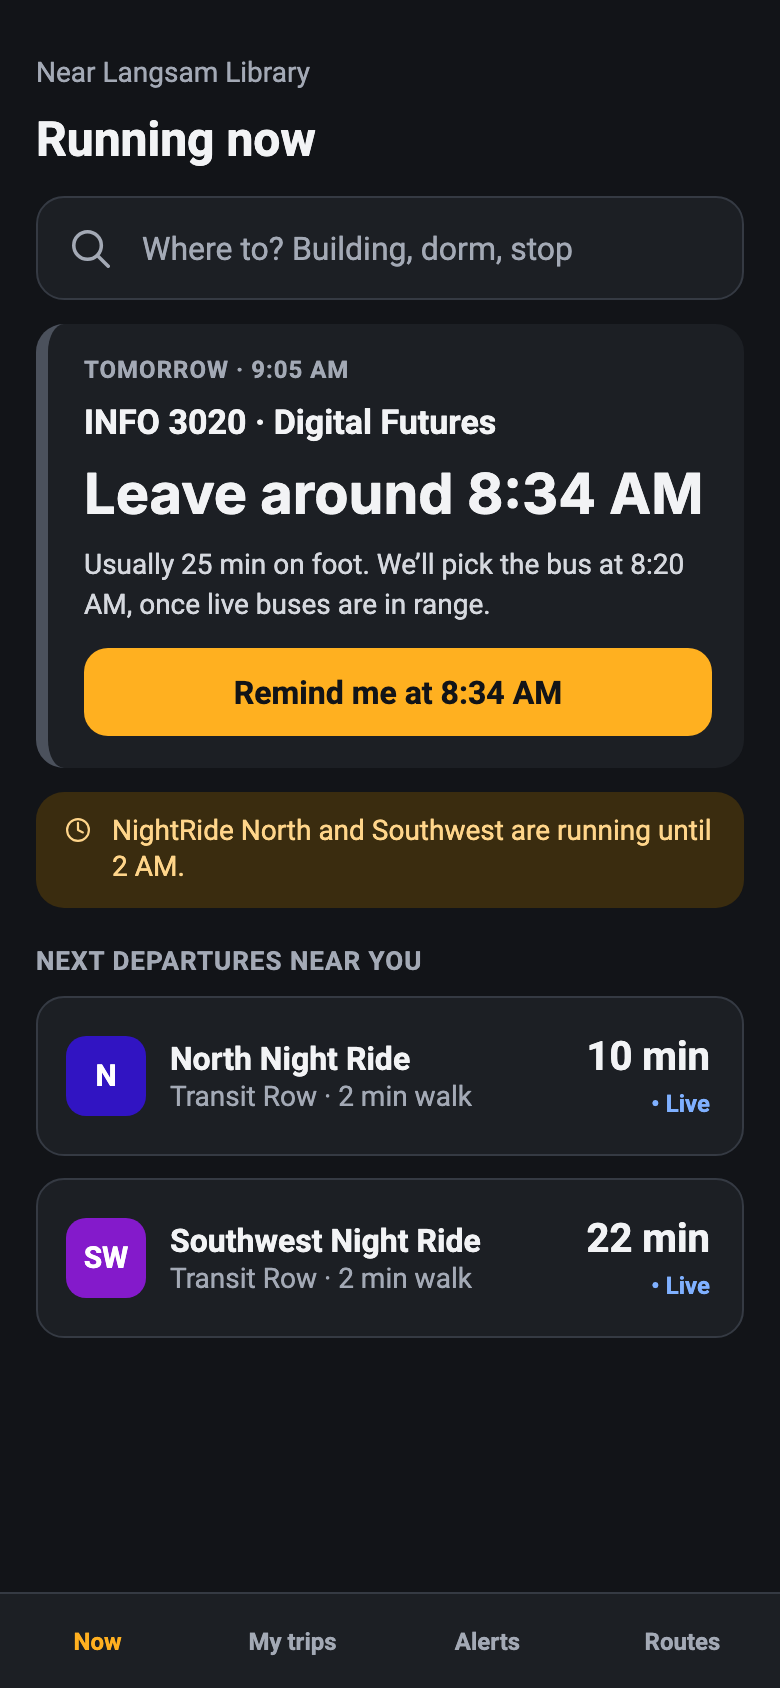 Near Langsam Library
Running now
Where to? Building, dorm, stop
TOMORROW · 9:05 AM
INFO 3020 · Digital Futures
Leave around 8:34 AM
Usually 25 min on foot. We’ll pick the bus at 8:20
AM, once live buses are in range.
Remind me at 8:34 AM
NightRide North and Southwest are running until
2 AM.
NEXT DEPARTURES NEAR YOU
N
North Night Ride
Transit Row · 2 min walk
10 min
• Live
SW
Southwest Night Ride
Transit Row · 2 min walk
22 min
• Live
Now
My trips
Alerts
Routes